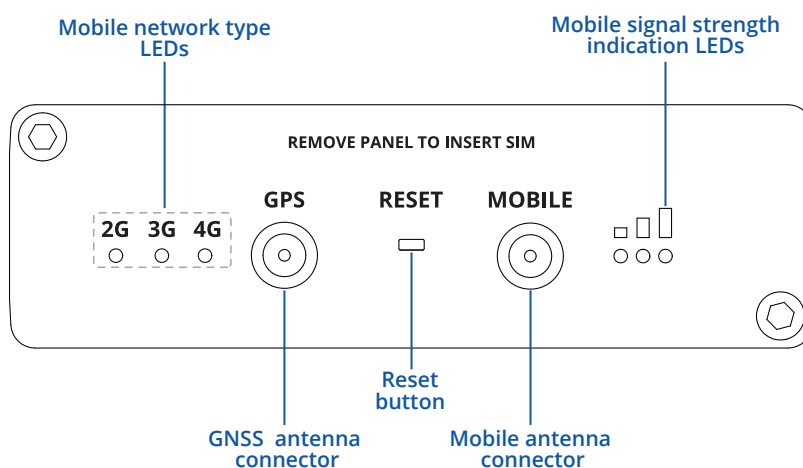 Mobile network type
LEDs
Mobile signal strength
indication LEDs
REMOVE PANEL TO INSERT SIM
GPS
RESET
MOBILE
2G 3G 4G
Reset
button
GNSS antenna
connector
Mobile antenna
connector